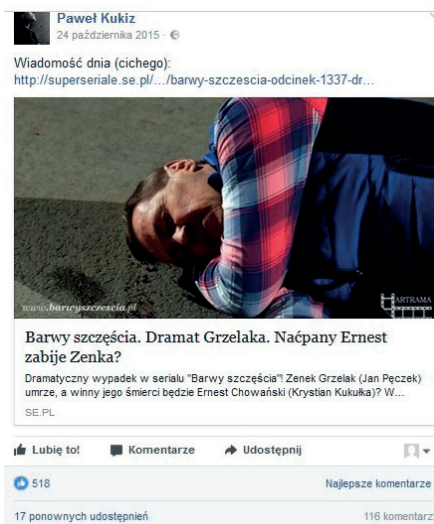 Paweł Kukiz
24 października 2015 ·
Wiadomość dnia (cichego):
http://superseriale.se.pl/.../barwy-szczescia-odcinek-1337-dr...
www.barwyszczescia.pl
ARTRAMA
Barwy szczęścia. Dramat Grzelaka. Naćpany Ernest
zabije Zenka?
Dramatyczny wypadek w serialu "Barwy szczęścia"! Zenek Grzelak (Jan Pęczek)
umrze, a winny jego śmierci będzie Ernest Chowański (Krystian Kukułka)? W...
SE.PL
Lubię to! Komentarze Udostępnij
518 Najlepsze komentarze
17 ponownych udostępnień 116 komentarz